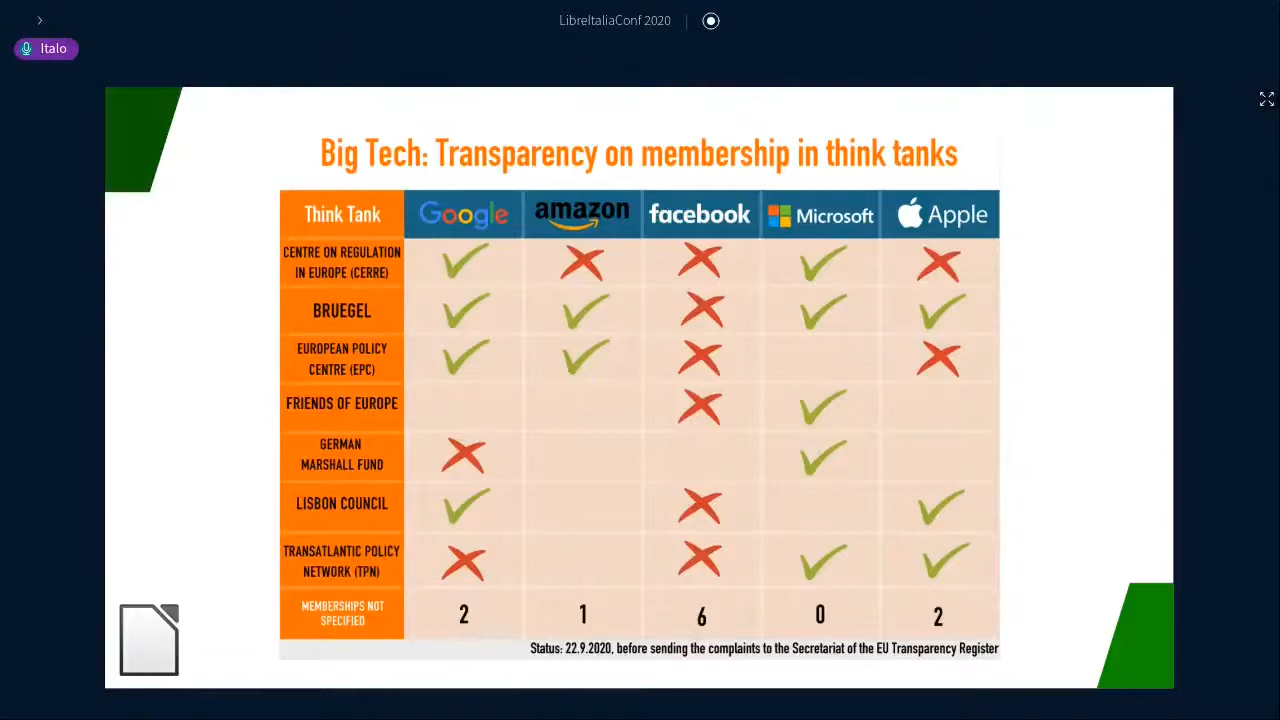 LibreItaliaConf 2020
Italo
Big Tech: Transparency on membership in think tanks
Think Tank
Google
amazon
facebook
Microsoft
Apple
CENTRE ON REGULATION
IN EUROPE (CERRE)
BRUEGEL
EUROPEAN POLICY
CENTRE (EPC)
FRIENDS OF EUROPE
GERMAN
MARSHALL FUND
LISBON COUNCIL
TRANSATLANTIC POLICY
NETWORK (TPN)
MEMBERSHIPS NOT
SPECIFIED
2
1
6
0
2
Status: 22.9.2020, before sending the complaints to the Secretariat of the EU Transparency Register